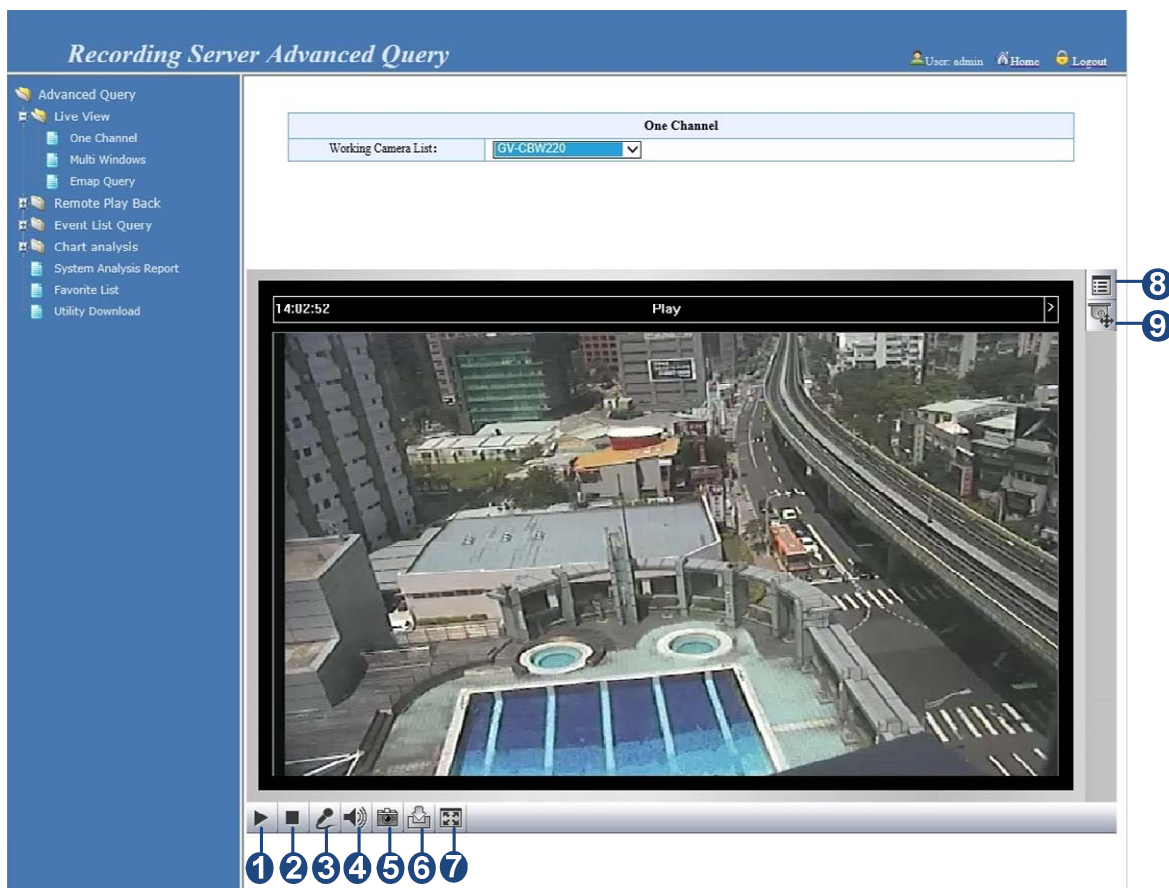 Recording Server Advanced Query
User: admin Home Logout
Advanced Query
Live View
One Channel
Multi Windows
Emap Query
Remote Play Back
Event List Query
Chart analysis
System Analysis Report
Favorite List
Utility Download
One Channel
Working Camera List: GV-CBW220
14:02:52 Play >
8
9
1 2 3 4 5 6 7